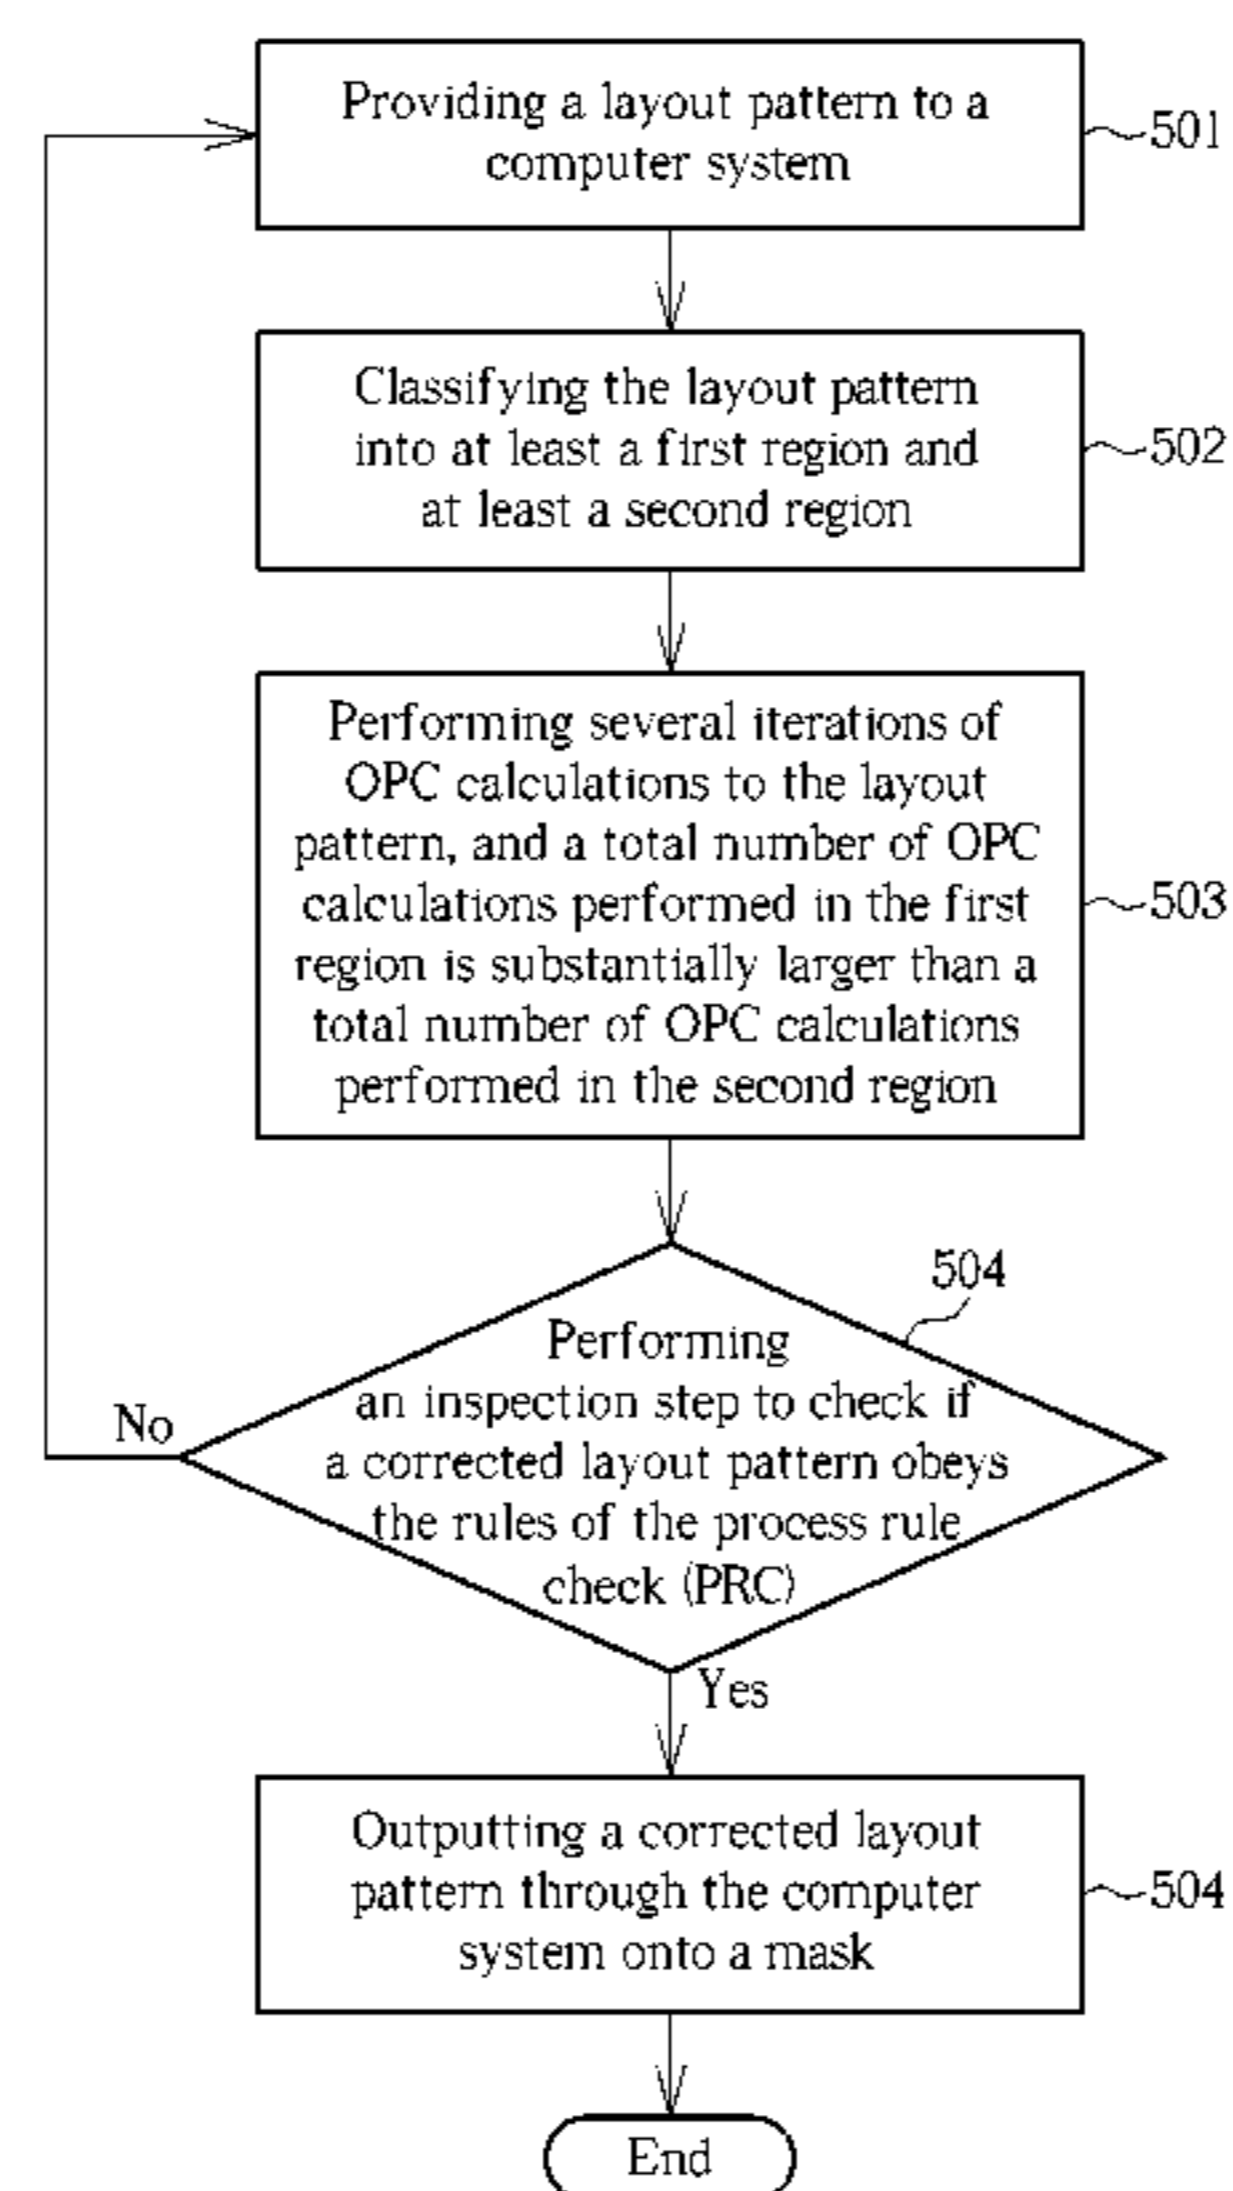 Providing a layout pattern to a
computer system
501
Classifying the layout pattern
into at least a first region and
at least a second region
502
Performing several iterations of
OPC calculations to the layout
pattern, and a total number of OPC
calculations performed in the first
region is substantially larger than a
total number of OPC calculations
performed in the second region
503
504
Performing
an inspection step to check if
a corrected layout pattern obeys
the rules of the process rule
check (PRC)
No
Yes
Outputting a corrected layout
pattern through the computer
system onto a mask
504
End